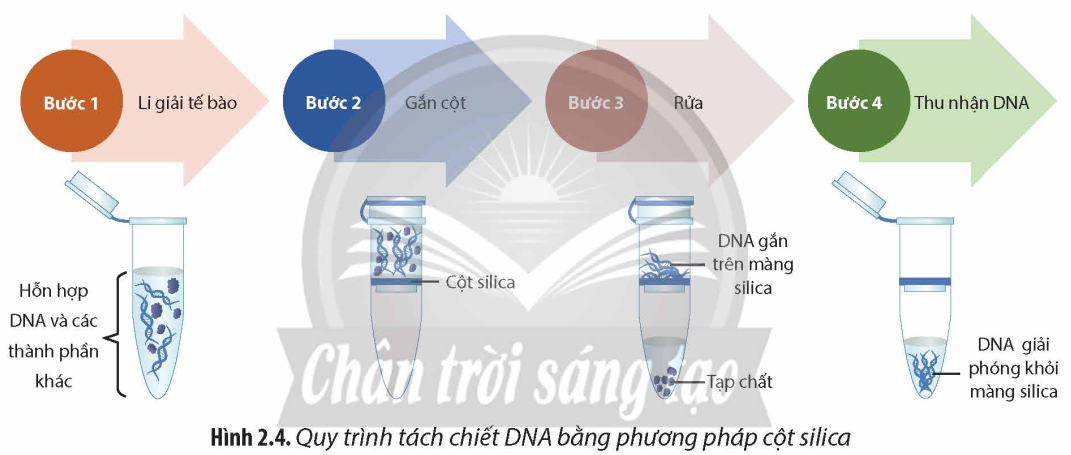 Bước 1
Li giải tế bào
Bước 2
Gắn cột
Bước 3
Rửa
Bước 4
Thu nhận DNA
Hỗn hợp
DNA và các
thành phần
khác
Cột silica
DNA gắn
trên màng
silica
Tạp chất
DNA giải
phóng khỏi
màng silica
Chân trời sáng tạo
Hình 2.4. Quy trình tách chiết DNA bằng phương pháp cột silica